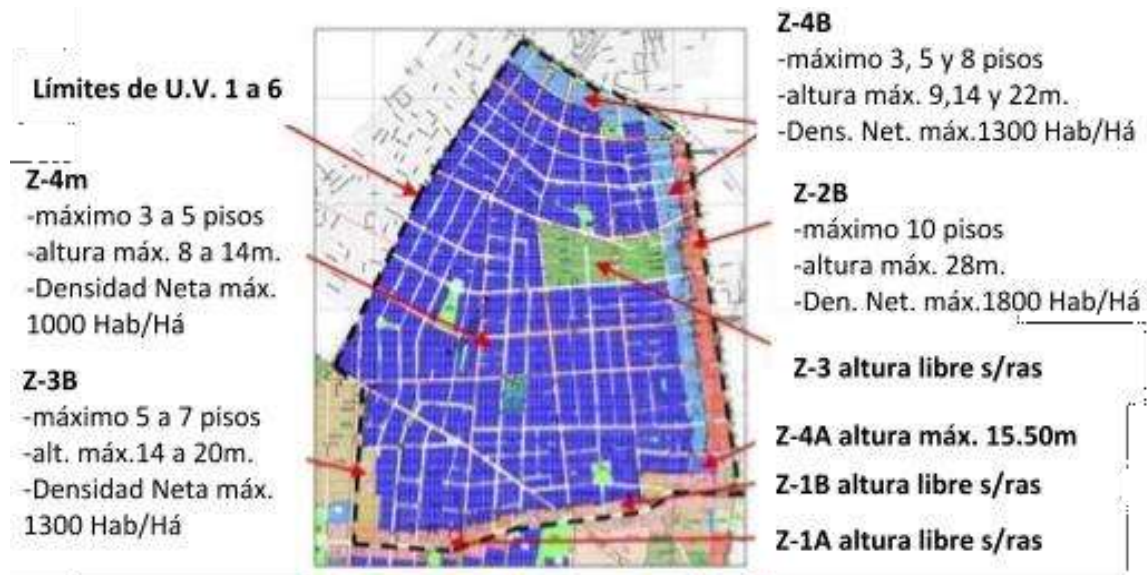 Límites de U.V. 1 a 6
Z-4m
-máximo 3 a 5 pisos
-altura máx. 8 a 14m.
-Densidad Neta máx.
1000 Hab/Há
Z-3B
-máximo 5 a 7 pisos
-alt. máx.14 a 20m.
-Densidad Neta máx.
1300 Hab/Há
Z-4B
-máximo 3, 5 y 8 pisos
-altura máx. 9,14 y 22m.
-Dens. Net. máx.1300 Hab/Há
Z-2B
-máximo 10 pisos
-altura máx. 28m.
-Den. Net. máx.1800 Hab/Há
Z-3 altura libre s/ras
Z-4A altura máx. 15.50m
Z-1B altura libre s/ras
Z-1A altura libre s/ras